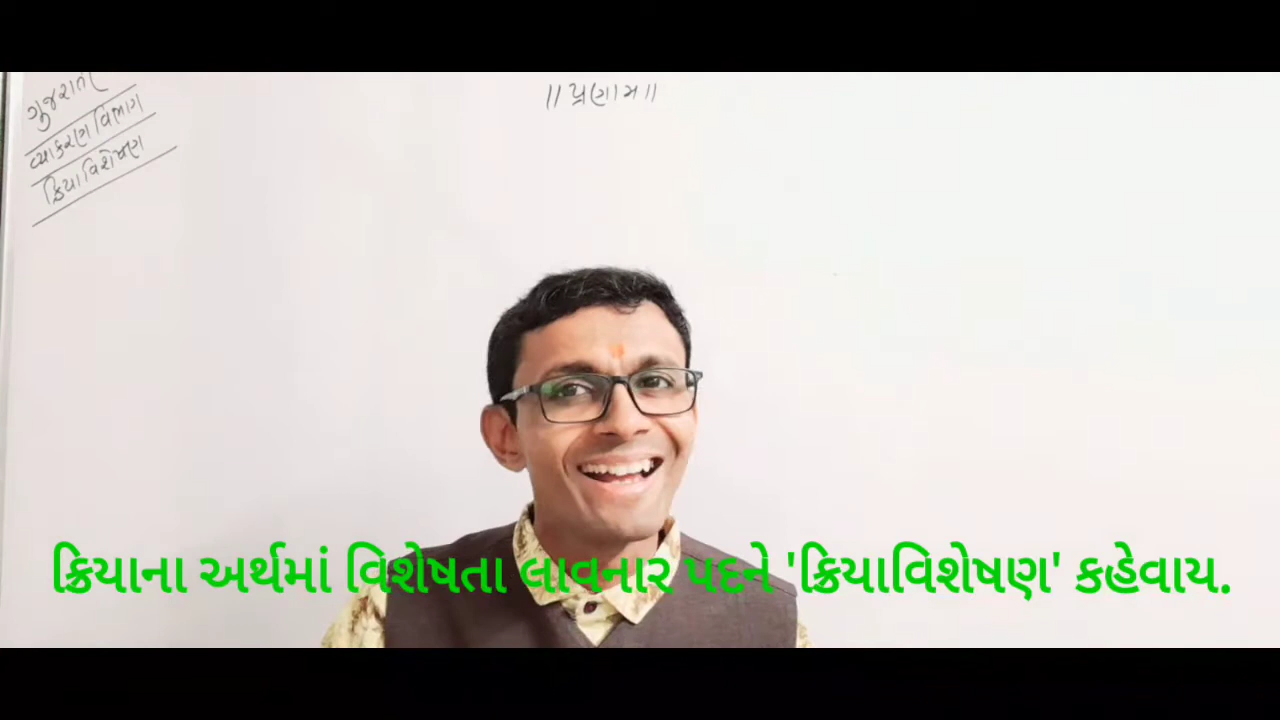 ॥ પ્રણામ ॥
ગુજરાતી
વ્યાકરણ વિભાગ
ક્રિયાવિશેષણ
ક્રિયાના અર્થમાં વિશેષતા લાવનાર પદને 'ક્રિયાવિશેષણ' કહેવાય.